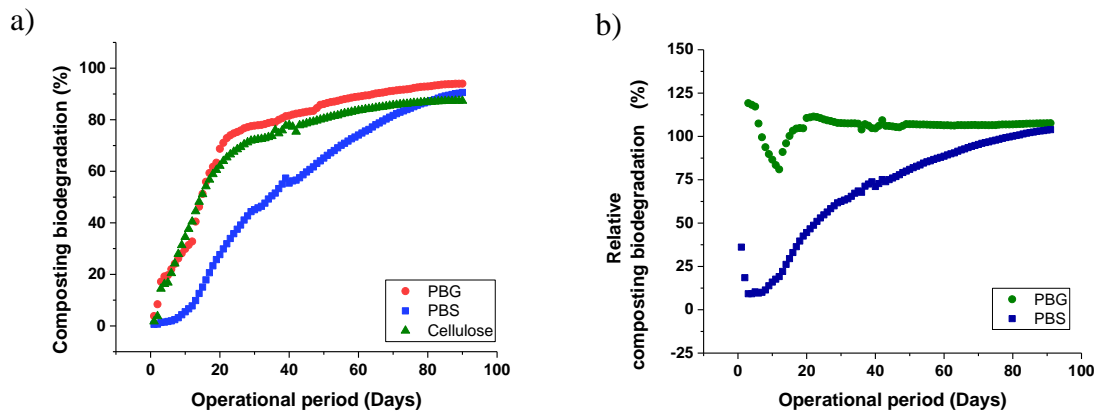 a)
Composting biodegradation (%)
100
80
60
40
20
0
0
20
40
60
80
100
Operational period (Days)
PBG
PBS
Cellulose
b)
Relative
composting biodegradation (%)
150
125
100
75
50
25
0
-25
0
20
40
60
80
100
Operational period (Days)
PBG
PBS